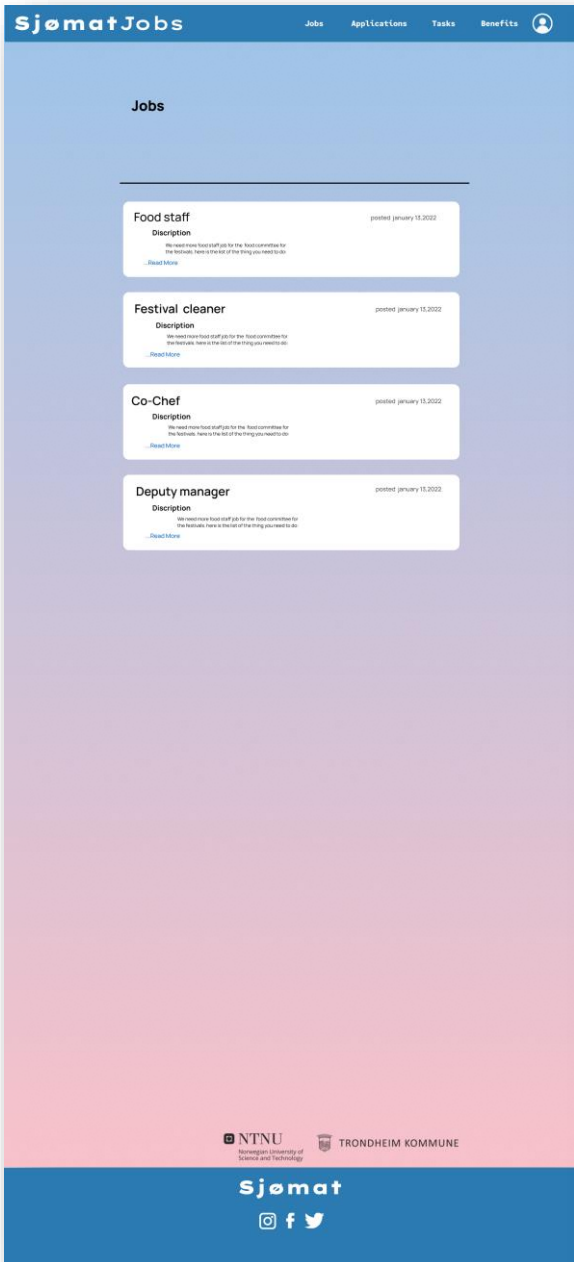 SjømatJobs
Jobs Applications Tasks Benefits
Jobs
Food staff
posted january 13,2022
Discription
We need more food staff job for the food committee for
the festivals. here is the list of the thing you need to do:
...Read More
Festival cleaner
posted january 13,2022
Discription
We need more food staff job for the food committee for
the festivals. here is the list of the thing you need to do:
...Read More
Co-Chef
posted january 13,2022
Discription
We need more food staff job for the food committee for
the festivals. here is the list of the thing you need to do:
...Read More
Deputy manager
posted january 13,2022
Discription
We need more food staff job for the food committee for
the festivals. here is the list of the thing you need to do:
...Read More
NTNU
Norwegian University of
Science and Technology
TRONDHEIM KOMMUNE
Sjømat